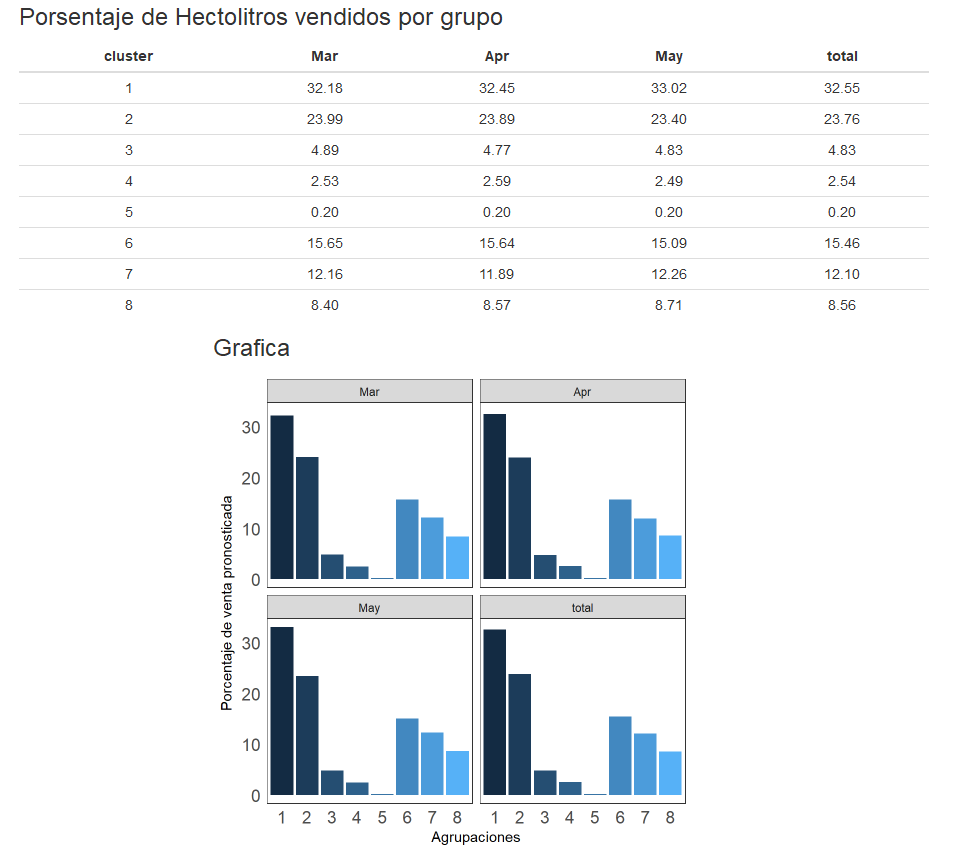 Porsentaje de Hectolitros vendidos por grupo
cluster Mar Apr May total
1 32.18 32.45 33.02 32.55
2 23.99 23.89 23.40 23.76
3 4.89 4.77 4.83 4.83
4 2.53 2.59 2.49 2.54
5 0.20 0.20 0.20 0.20
6 15.65 15.64 15.09 15.46
7 12.16 11.89 12.26 12.10
8 8.40 8.57 8.71 8.56
Grafica
Mar Apr
30
20
10
0
Porcentaje de venta pronosticada
May total
30
20
10
0
1 2 3 4 5 6 7 8 1 2 3 4 5 6 7 8
Agrupaciones